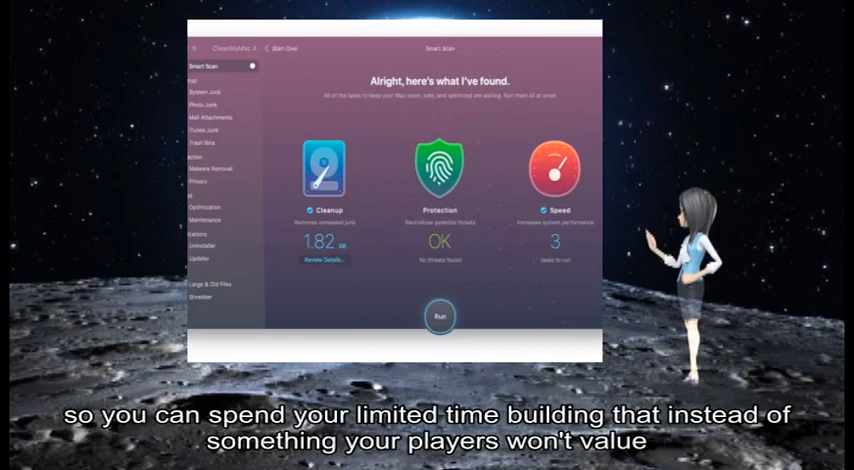 CleanMyMac X
Start Over
Smart Scan
Smart Scan
System Junk
Photo Junk
Mail Attachments
iTunes Junk
Trash Bins
Malware Removal
Privacy
Optimization
Maintenance
Uninstaller
Updater
Large & Old Files
Shredder
Alright, here's what I've found.
All of the tasks to keep your Mac clean, safe, and optimized are waiting. Run them all at once!
Cleanup
Removes unneeded junk
1.82 GB
Review Details...
Protection
Neutralizes potential threats
OK
No threats found
Speed
Increases system performance
3
tasks to run
Run
so you can spend your limited time building that instead of
something your players won't value